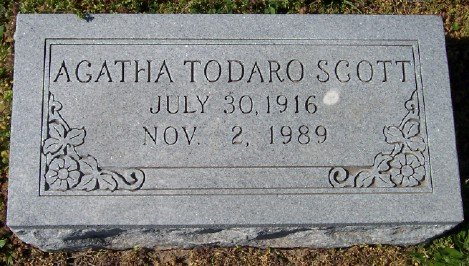 AGATHA TODARO SCOTT
JULY 30, 1916
NOV. 2, 1989